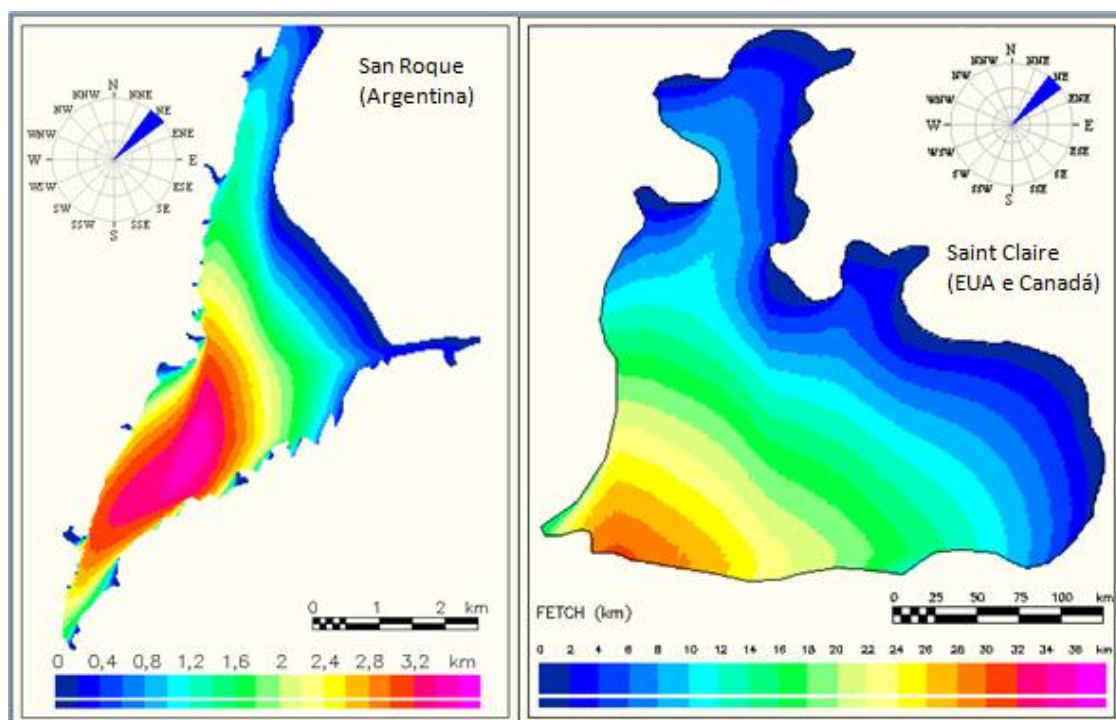 San Roque
(Argentina)
N
NNW
NNE
NW
NE
WNW
ENE
W
E
WSW
ESE
SW
SE
SSW
SSE
S
0 1 2 km
0 0,4 0,8 1,2 1,6 2 2,4 2,8 3,2 km
N
NNW
NNE
NW
NE
WNW
ENE
W
E
WSW
ESE
SW
SE
SSW
SSE
S
Saint Claire
(EUA e Canadá)
0 25 50 75 100 km
FETCH (km)
0 2 4 6 8 10 12 14 16 18 20 22 24 26 28 30 32 34 36 38